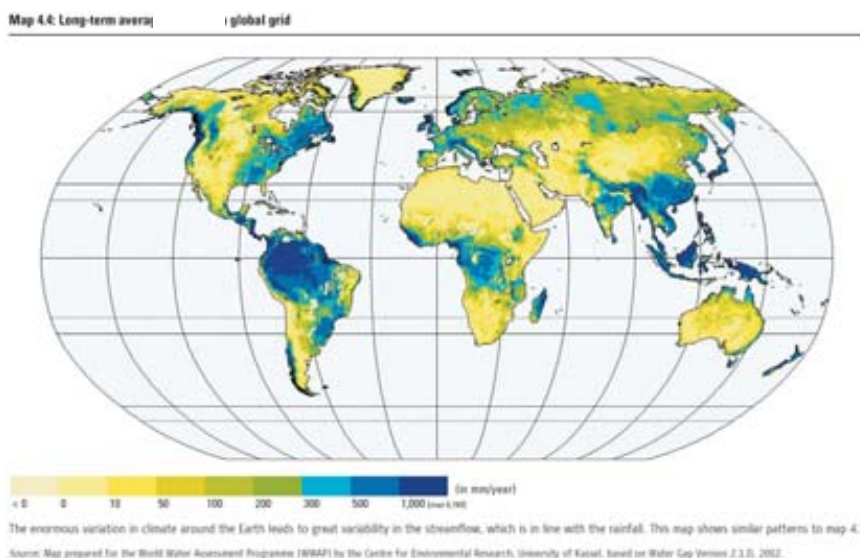 Map 4.4: Long-term avera global grid
< 0 0 10 50 100 200 300 500 1,000 (in mm/year)
The enormous variation in climate around the Earth leads to great variability in the streamflow, which is in line with the rainfall. This map shows similar patterns to map 4.
Source: Map prepared for the World Water Assessment Programme (WWAP) by the Centre for Environmental Research, University of Kassel, based on Water Gap Version 2.1.D, 2002